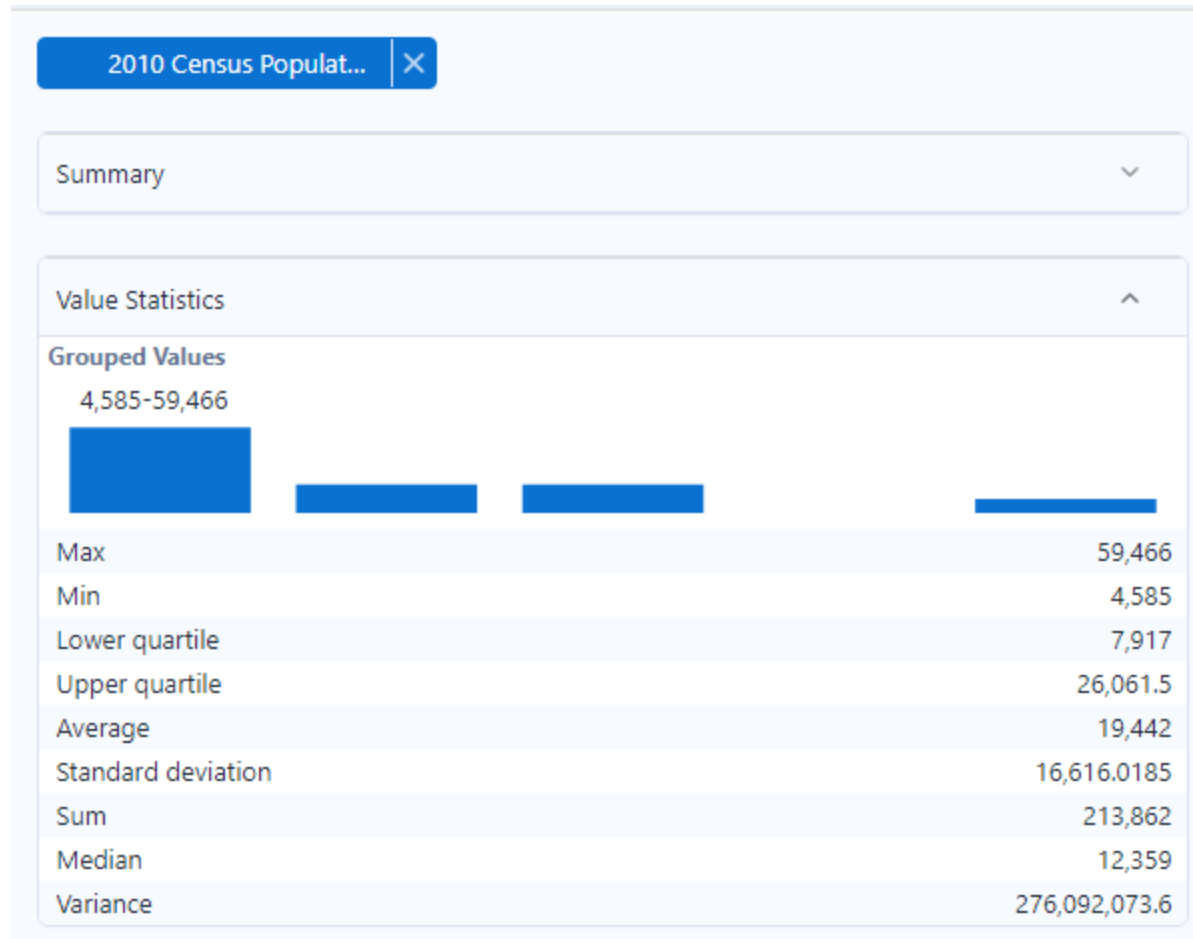 2010 Census Populat...
Summary
Value Statistics
Grouped Values
4,585-59,466
Max 59,466
Min 4,585
Lower quartile 7,917
Upper quartile 26,061.5
Average 19,442
Standard deviation 16,616.0185
Sum 213,862
Median 12,359
Variance 276,092,073.6